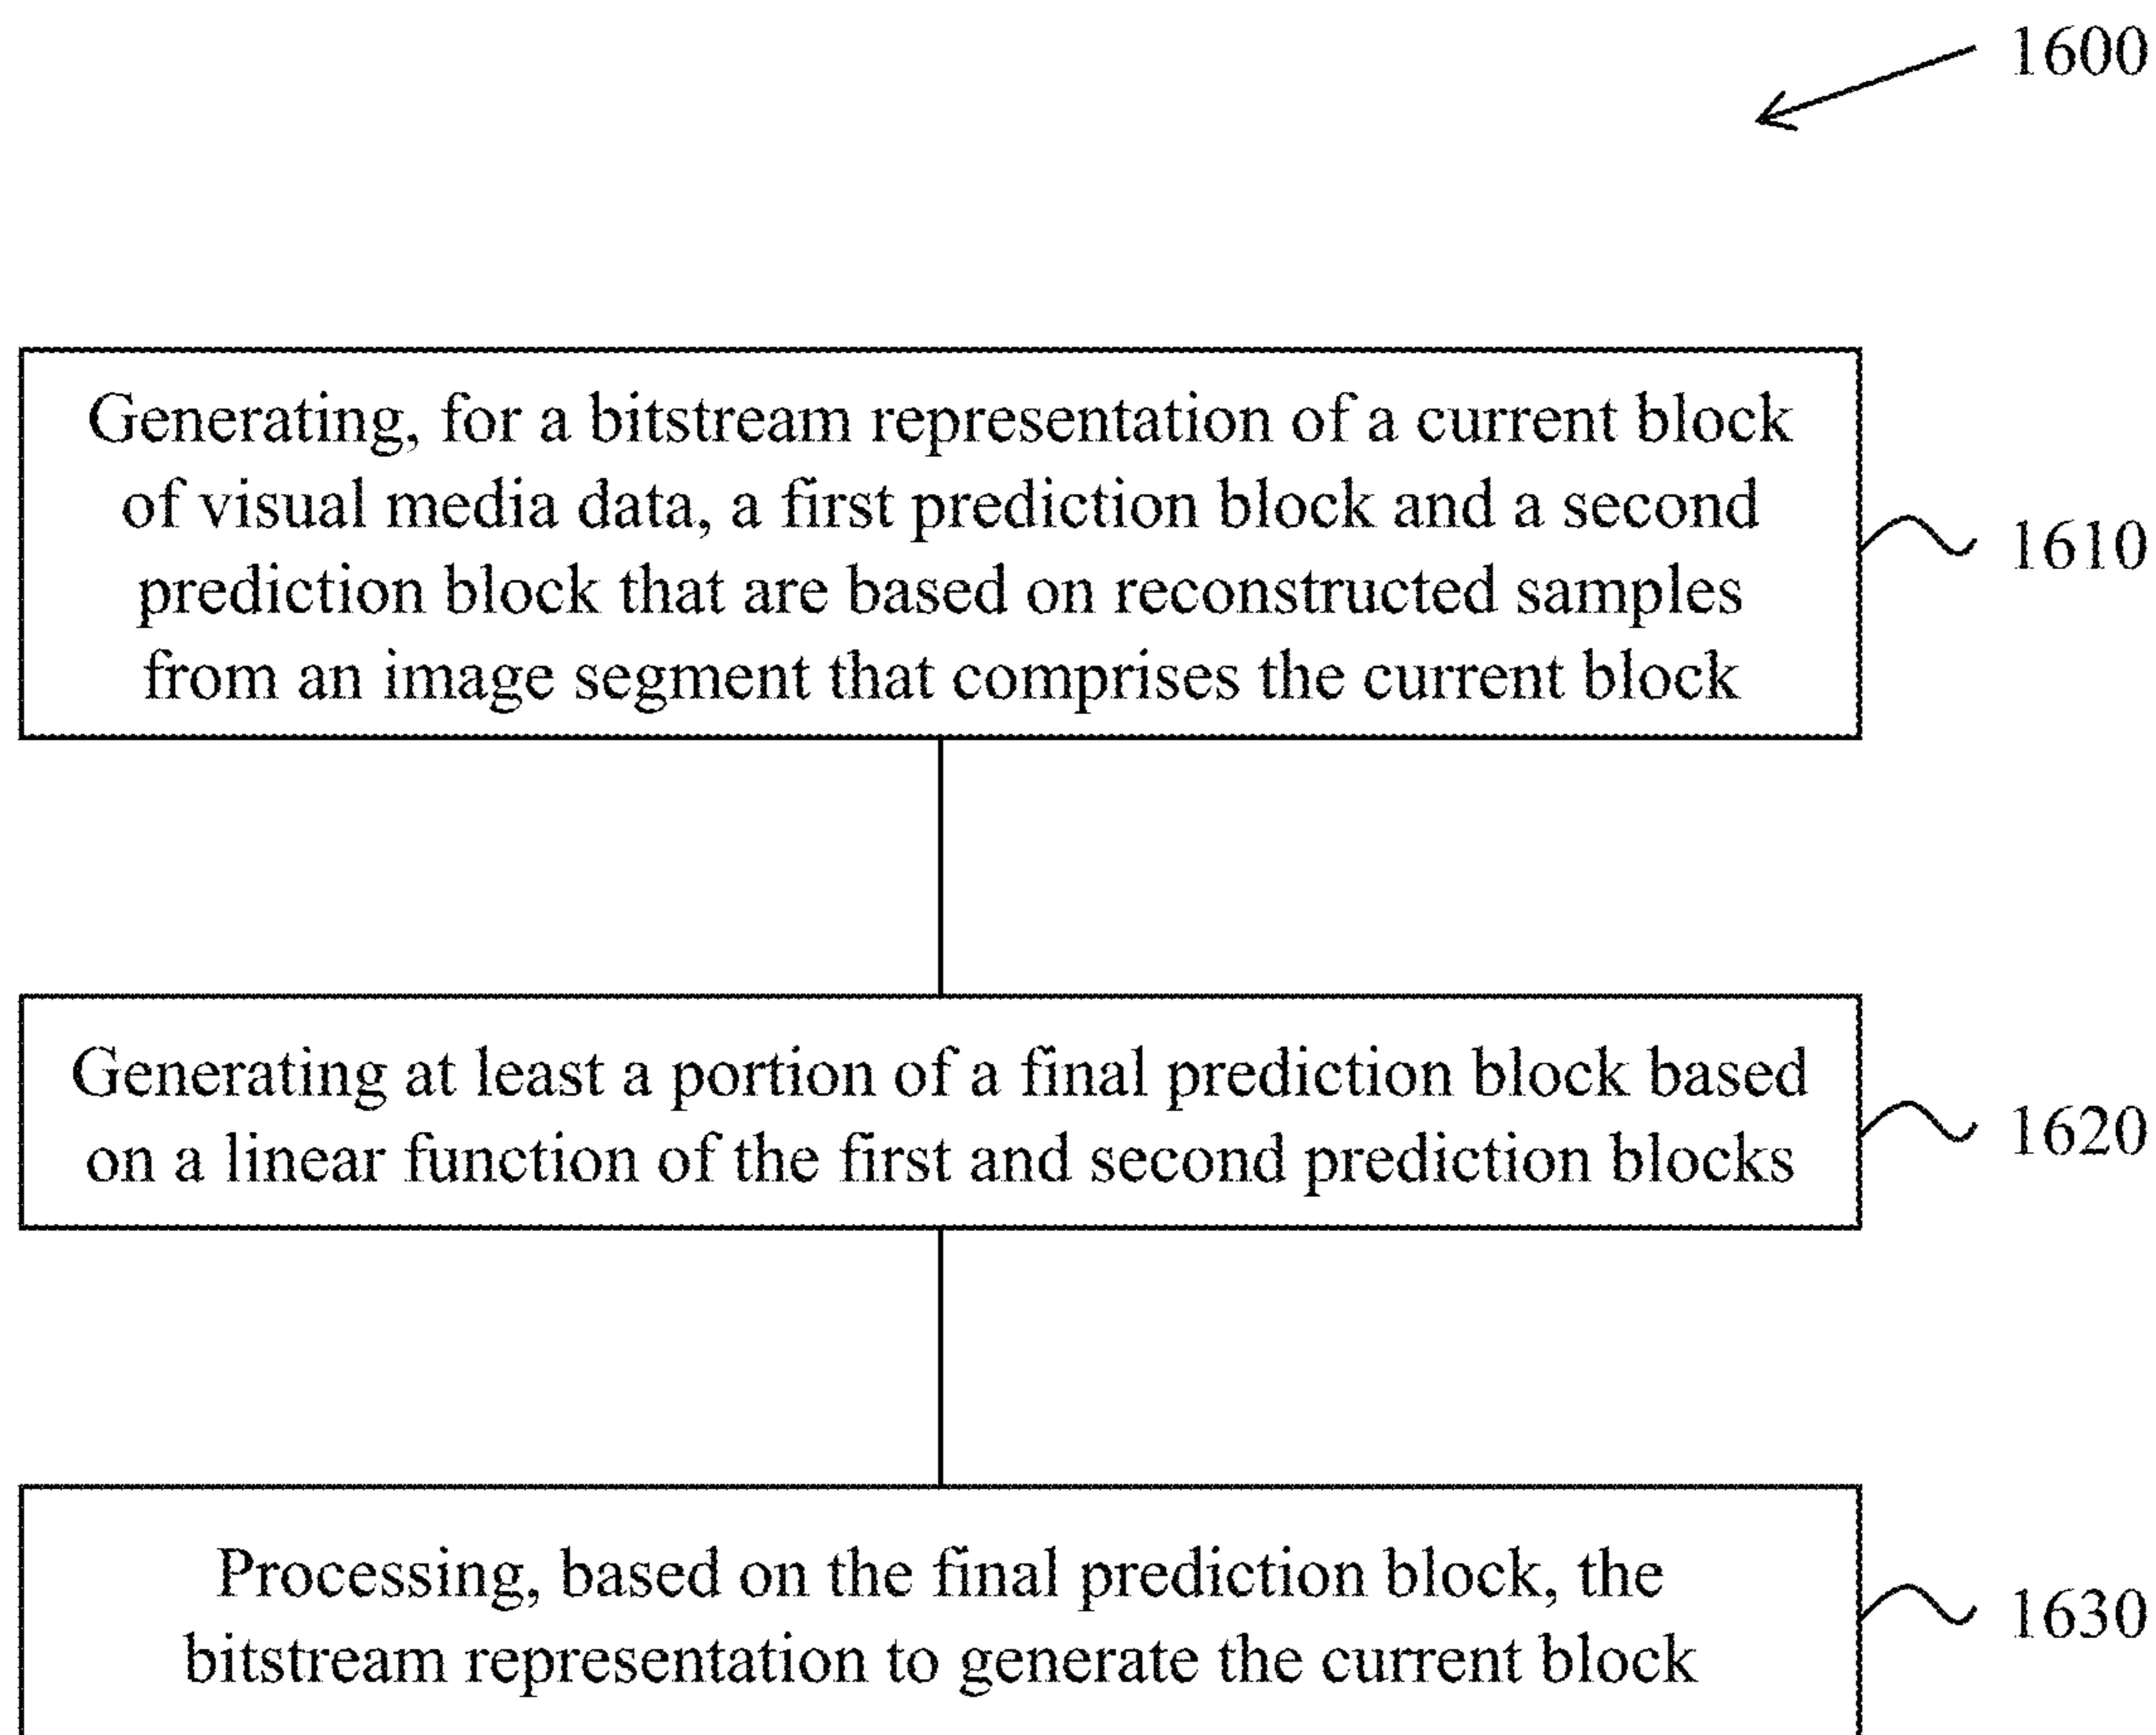 1600
Generating, for a bitstream representation of a current block
of visual media data, a first prediction block and a second
prediction block that are based on reconstructed samples
from an image segment that comprises the current block
1610
Generating at least a portion of a final prediction block based
on a linear function of the first and second prediction blocks
1620
Processing, based on the final prediction block, the
bitstream representation to generate the current block
1630